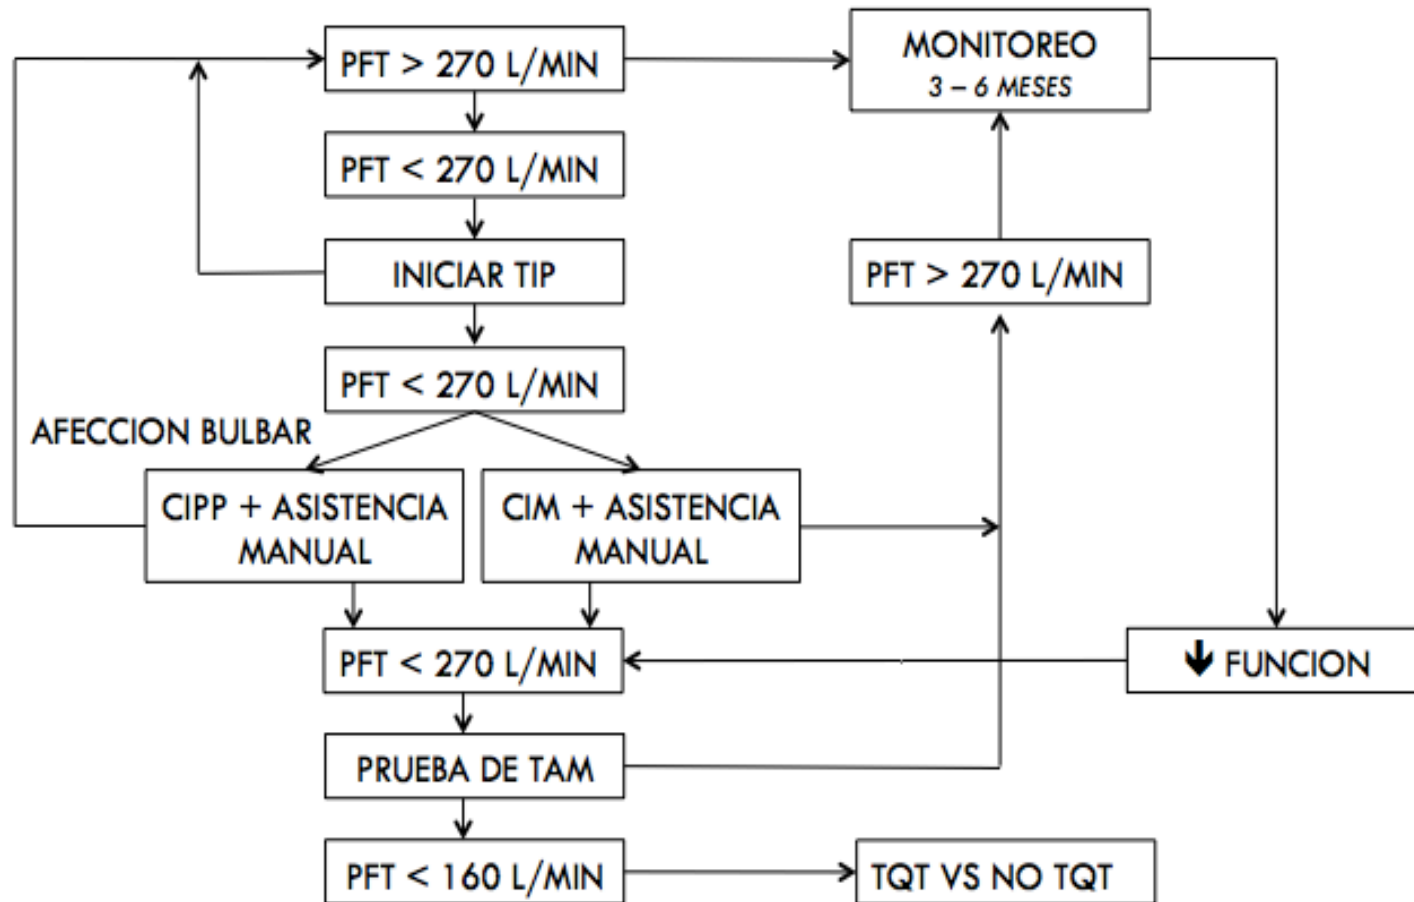 PFT > 270 L/MIN
MONITOREO
3 – 6 MESES
PFT < 270 L/MIN
INICIAR TIP
PFT > 270 L/MIN
PFT < 270 L/MIN
AFECCION BULBAR
CIPP + ASISTENCIA
MANUAL
CIM + ASISTENCIA
MANUAL
PFT < 270 L/MIN
🡻 FUNCION
PRUEBA DE TAM
PFT < 160 L/MIN
TQT VS NO TQT